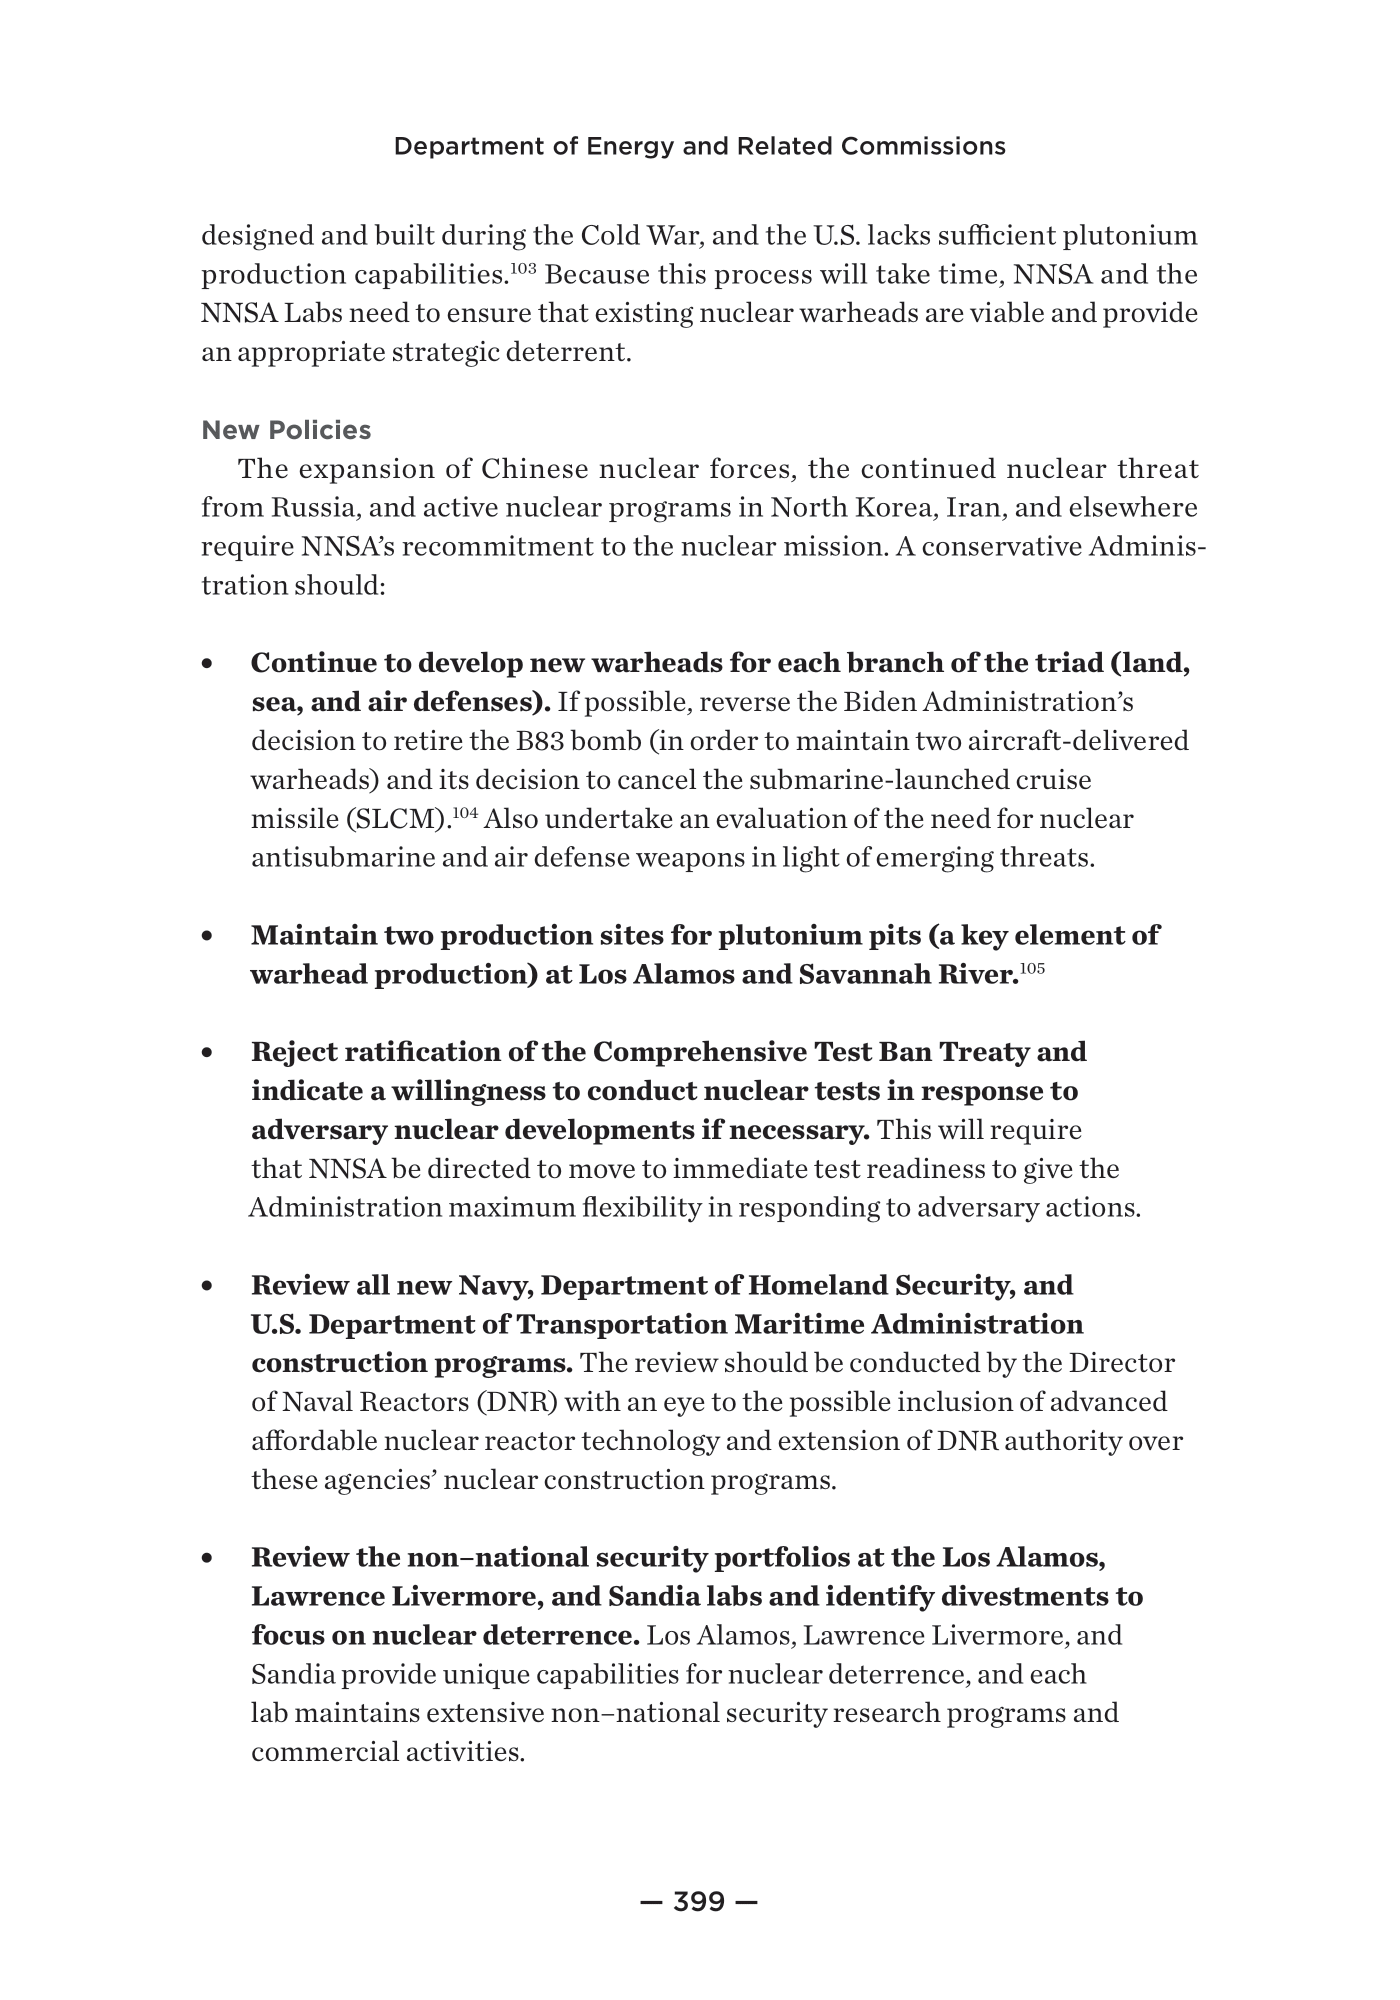 Department of Energy and Related Commissions
designed and built during the Cold War, and the U.S. lacks sufficient plutonium
production capabilities.103 Because this process will take time, NNSA and the
NNSA Labs need to ensure that existing nuclear warheads are viable and provide
an appropriate strategic deterrent.
New Policies
The expansion of Chinese nuclear forces, the continued nuclear threat
from Russia, and active nuclear programs in North Korea, Iran, and elsewhere
require NNSA’s recommitment to the nuclear mission. A conservative Adminis-
tration should:
• Continue to develop new warheads for each branch of the triad (land,
sea, and air defenses). If possible, reverse the Biden Administration’s
decision to retire the B83 bomb (in order to maintain two aircraft-delivered
warheads) and its decision to cancel the submarine-launched cruise
missile (SLCM).104 Also undertake an evaluation of the need for nuclear
antisubmarine and air defense weapons in light of emerging threats.
• Maintain two production sites for plutonium pits (a key element of
warhead production) at Los Alamos and Savannah River.105
• Reject ratification of the Comprehensive Test Ban Treaty and
indicate a willingness to conduct nuclear tests in response to
adversary nuclear developments if necessary. This will require
that NNSA be directed to move to immediate test readiness to give the
Administration maximum flexibility in responding to adversary actions.
• Review all new Navy, Department of Homeland Security, and
U.S. Department of Transportation Maritime Administration
construction programs. The review should be conducted by the Director
of Naval Reactors (DNR) with an eye to the possible inclusion of advanced
affordable nuclear reactor technology and extension of DNR authority over
these agencies’ nuclear construction programs.
• Review the non–national security portfolios at the Los Alamos,
Lawrence Livermore, and Sandia labs and identify divestments to
focus on nuclear deterrence. Los Alamos, Lawrence Livermore, and
Sandia provide unique capabilities for nuclear deterrence, and each
lab maintains extensive non–national security research programs and
commercial activities.
— 399 —